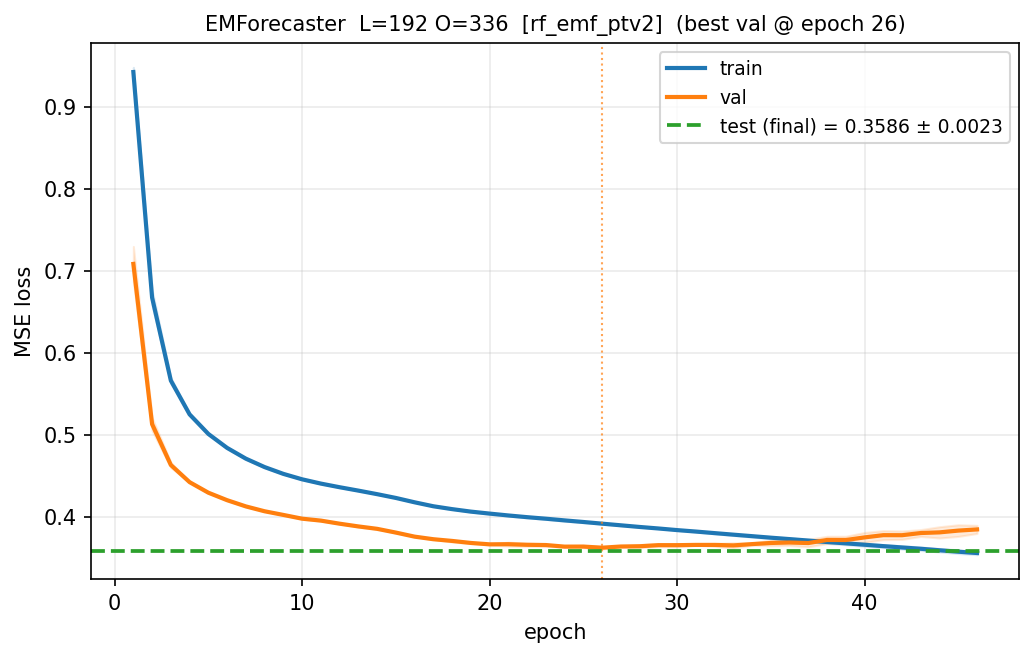 EMForecaster  L=192 O=336  [rf_emf_ptv2]  (best val @ epoch 26)
train
val
test (final) = 0.3586 ± 0.0023
MSE loss
0.9
0.8
0.7
0.6
0.5
0.4
0
10
20
30
40
epoch